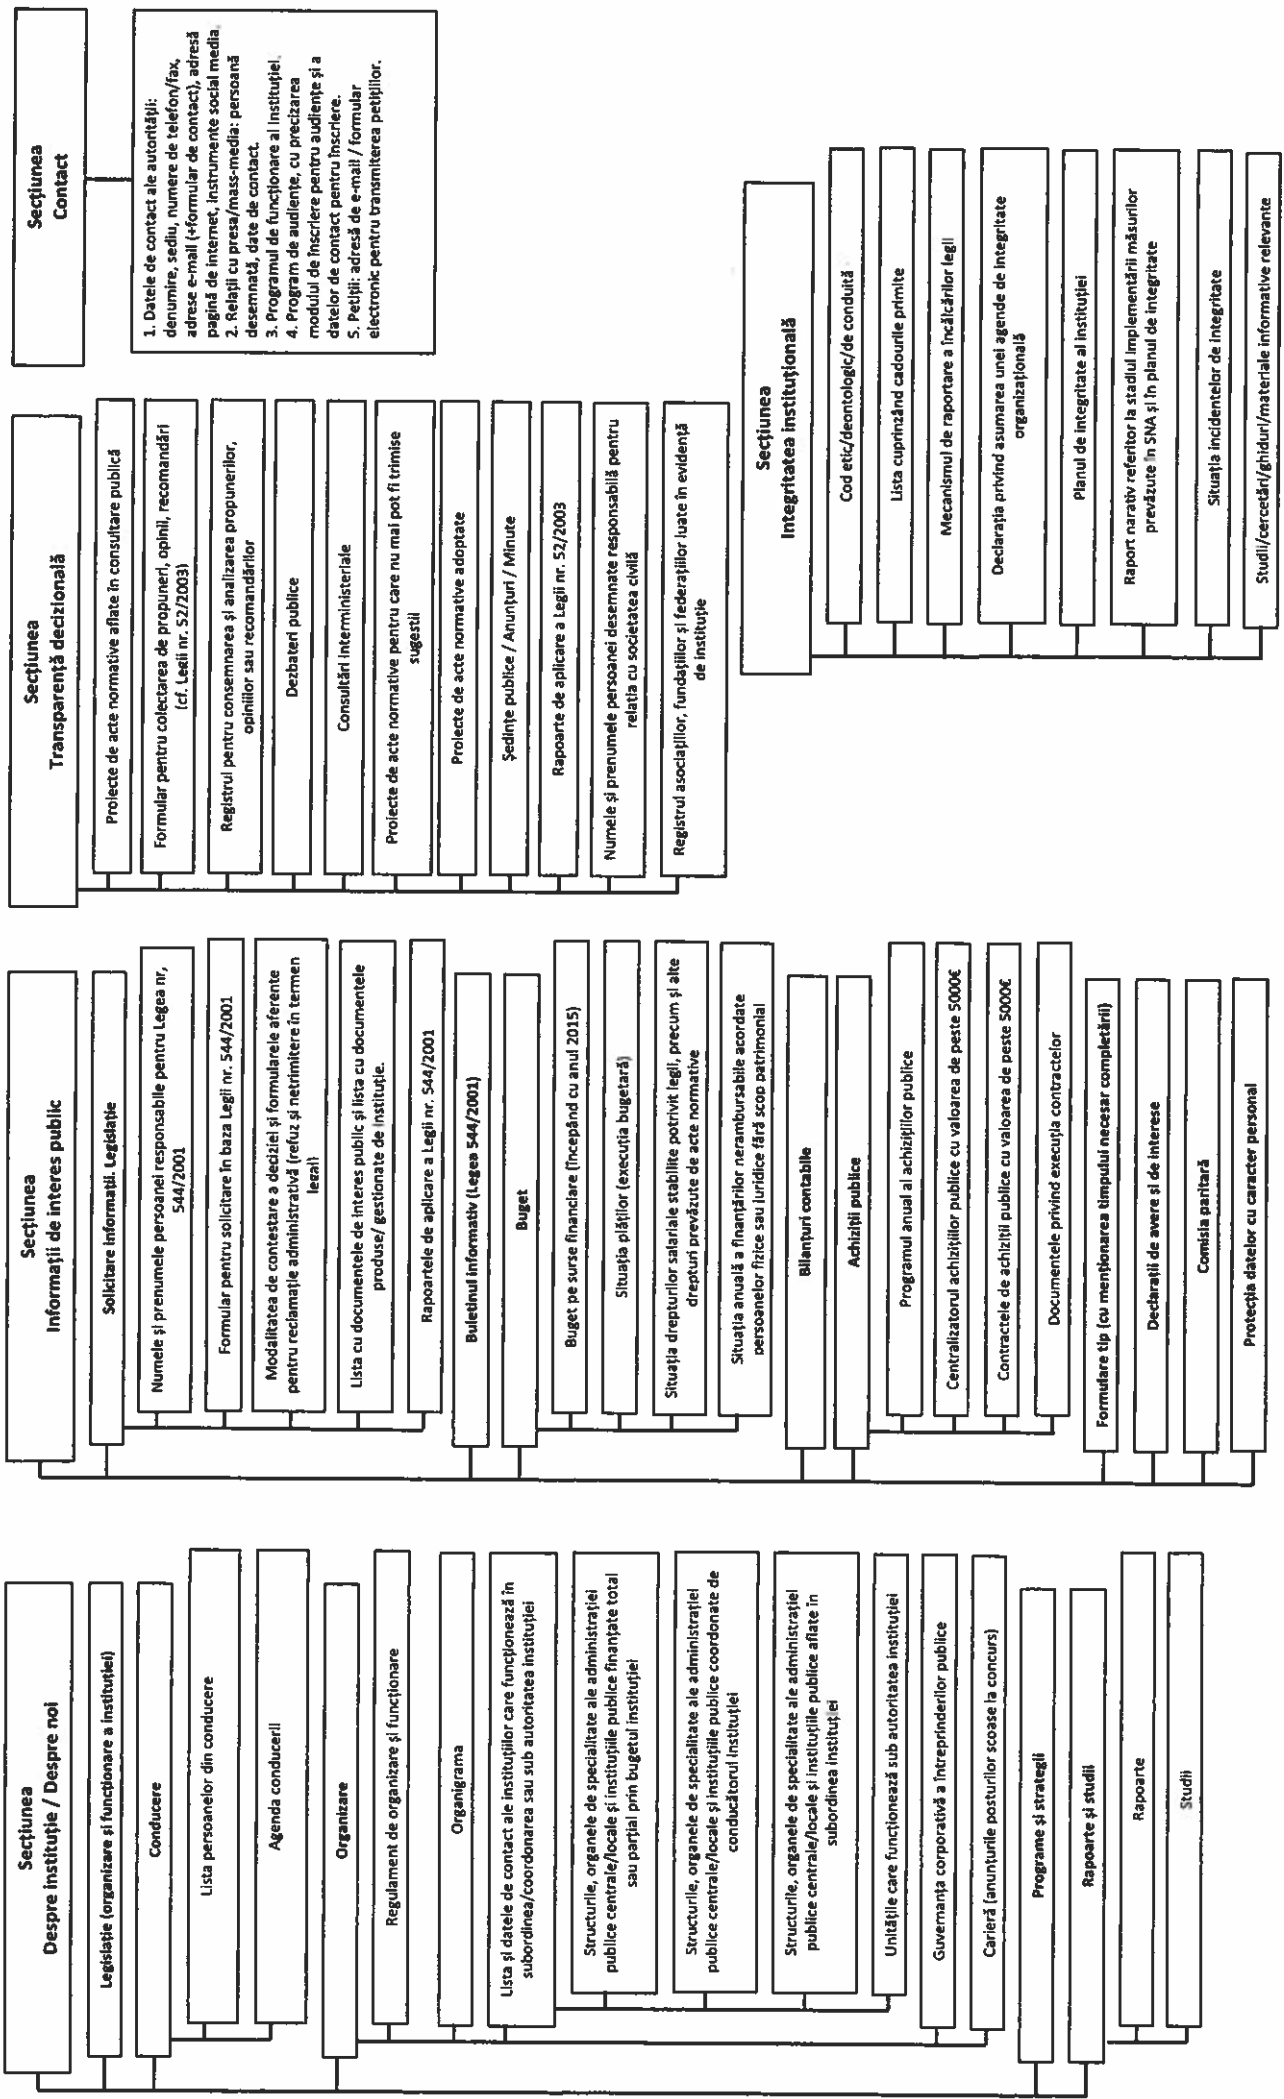 Secțiunea
Despre instituție / Despre noi
Legislație (organizare și funcționare a instituției)
Conducere
Lista persoanelor din conducere
Agenda conducerii
Organizare
Regulament de organizare și funcționare
Organigrama
Lista și datele de contact ale instituțiilor care funcționează în
subordinea/coordonarea sau sub autoritatea instituției
Structurile, organele de specialitate ale administrației
publice centrale/locale și instituțiile publice finanțate total
sau parțial prin bugetul instituției
Structurile, organele de specialitate ale administrației
publice centrale/locale și instituțiile publice coordonate de
conducătorul instituției
Structurile, organele de specialitate ale administrației
publice centrale/locale și instituțiile publice aflate în
subordinea instituției
Unitățile care funcționează sub autoritatea instituției
Guvernanța corporativă a întreprinderilor publice
Carieră (anunțurile posturilor scoase la concurs)
Programe și strategii
Rapoarte și studii
Rapoarte
Studii
Secțiunea
Informații de interes public
Solicitare informații. Legislație
Numele și prenumele persoanei responsabile pentru Legea nr,
544/2001
Formular pentru solicitare în baza Legii nr. 544/2001
Modalitatea de contestare a deciziei și formularele aferente
pentru reclamație administrativă (refuz și netrimitere în termen
legal)
Lista cu documentele de interes public și lista cu documentele
produse/ gestionate de instituție.
Rapoartele de aplicare a Legii nr. 544/2001
Buletinul informativ (Legea 544/2001)
Buget
Buget pe surse financiare (începând cu anul 2015)
Situația plăților (execuția bugetară)
Situația drepturilor salariale stabilite potrivit legii, precum și alte
drepturi prevăzute de acte normative
Situația anuală a finanțărilor nerambursabile acordate
persoanelor fizice sau juridice fără scop patrimonial
Bilanțuri contabile
Achiziții publice
Programul anual al achizițiilor publice
Centralizatorul achizițiilor publice cu valoarea de peste 5000€
Contractele de achiziții publice cu valoarea de peste 5000€
Documentele privind execuția contractelor
Formulare tip (cu menționarea timpului necesar completării)
Declarații de avere și de interese
Comisia paritară
Protecția datelor cu caracter personal
Secțiunea
Transparență decizională
Proiecte de acte normative aflate în consultare publică
Formular pentru colectarea de propuneri, opinii, recomandări
(cf. Legii nr. 52/2003)
Registrul pentru consemnarea și analizarea propunerilor,
opiniilor sau recomandărilor
Dezbateri publice
Consultări interministeriale
Proiecte de acte normative pentru care nu mai pot fi trimise
sugestii
Proiecte de acte normative adoptate
Ședințe publice / Anunțuri / Minute
Rapoarte de aplicare a Legii nr. 52/2003
Numele și prenumele persoanei desemnate responsabilă pentru
relația cu societatea civilă
Registrul asociațiilor, fundațiilor și federațiilor luate în evidență
de instituție
Secțiunea
Contact
1. Datele de contact ale autorității:
denumire, sediu, numere de telefon/fax,
adrese e-mail (+formular de contact), adresă
pagină de internet, instrumente social media.
2. Relații cu presa/mass-media: persoană
desemnată, date de contact.
3. Programul de funcționare al instituției.
4. Program de audiențe, cu precizarea
modulul de înscriere pentru audiențe și a
datelor de contact pentru înscriere.
5. Petiții: adresă de e-mail / formular
electronic pentru transmiterea petițiilor.
Secțiunea
Integritatea instituțională
Cod etic/deontologic/de conduită
Lista cuprinzând cadourile primite
Mecanismul de raportare a încălcărilor legii
Declarația privind asumarea unei agende de integritate
organizațională
Planul de integritate al instituției
Raport narativ referitor la stadiul implementării măsurilor
prevăzute în SNA și în planul de integritate
Situația incidentelor de integritate
Studii/cercetări/ghiduri/materiale informative relevante